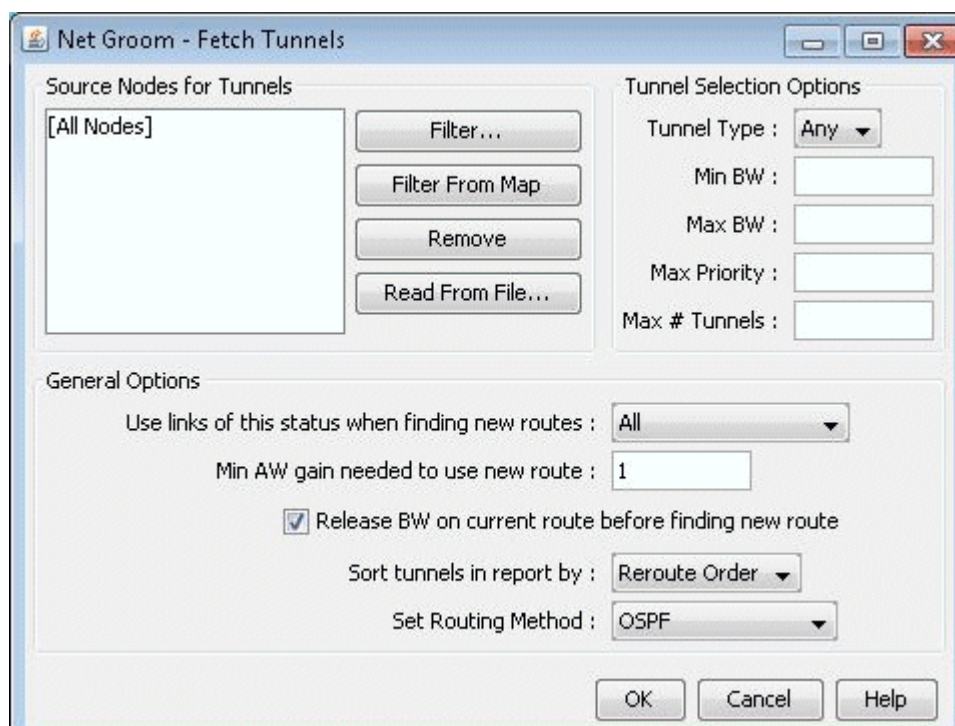 Net Groom - Fetch Tunnels
Source Nodes for Tunnels
[All Nodes]
Filter...
Filter From Map
Remove
Read From File...
Tunnel Selection Options
Tunnel Type : Any
Min BW :
Max BW :
Max Priority :
Max # Tunnels :
General Options
Use links of this status when finding new routes : All
Min AW gain needed to use new route : 1
Release BW on current route before finding new route
Sort tunnels in report by : Reroute Order
Set Routing Method : OSPF
OK Cancel Help